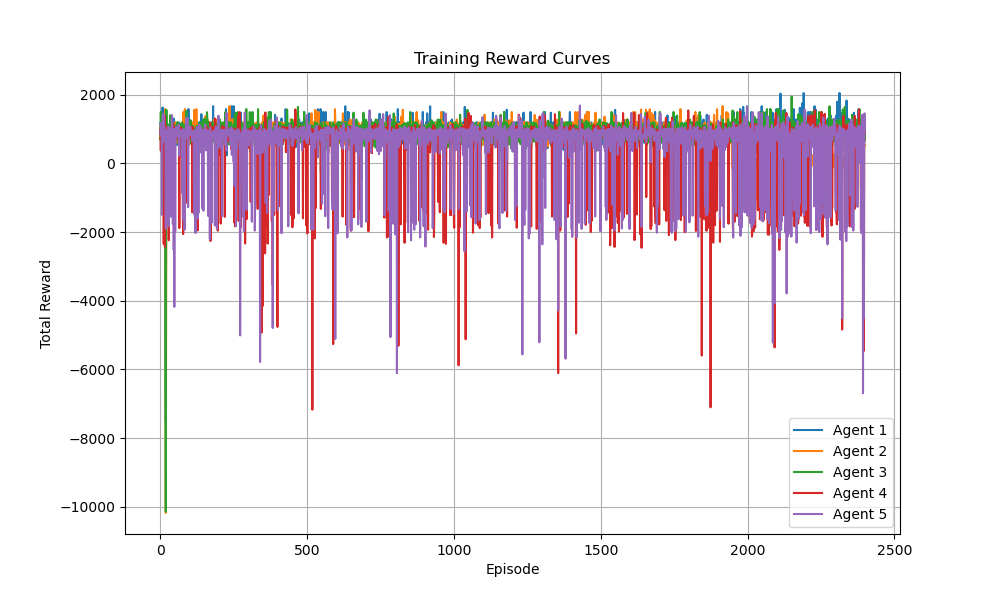 Training Reward Curves
2000
0
−2000
−4000
−6000
−8000
−10000
Total Reward
0
500
1000
1500
2000
2500
Episode
Agent 1
Agent 2
Agent 3
Agent 4
Agent 5